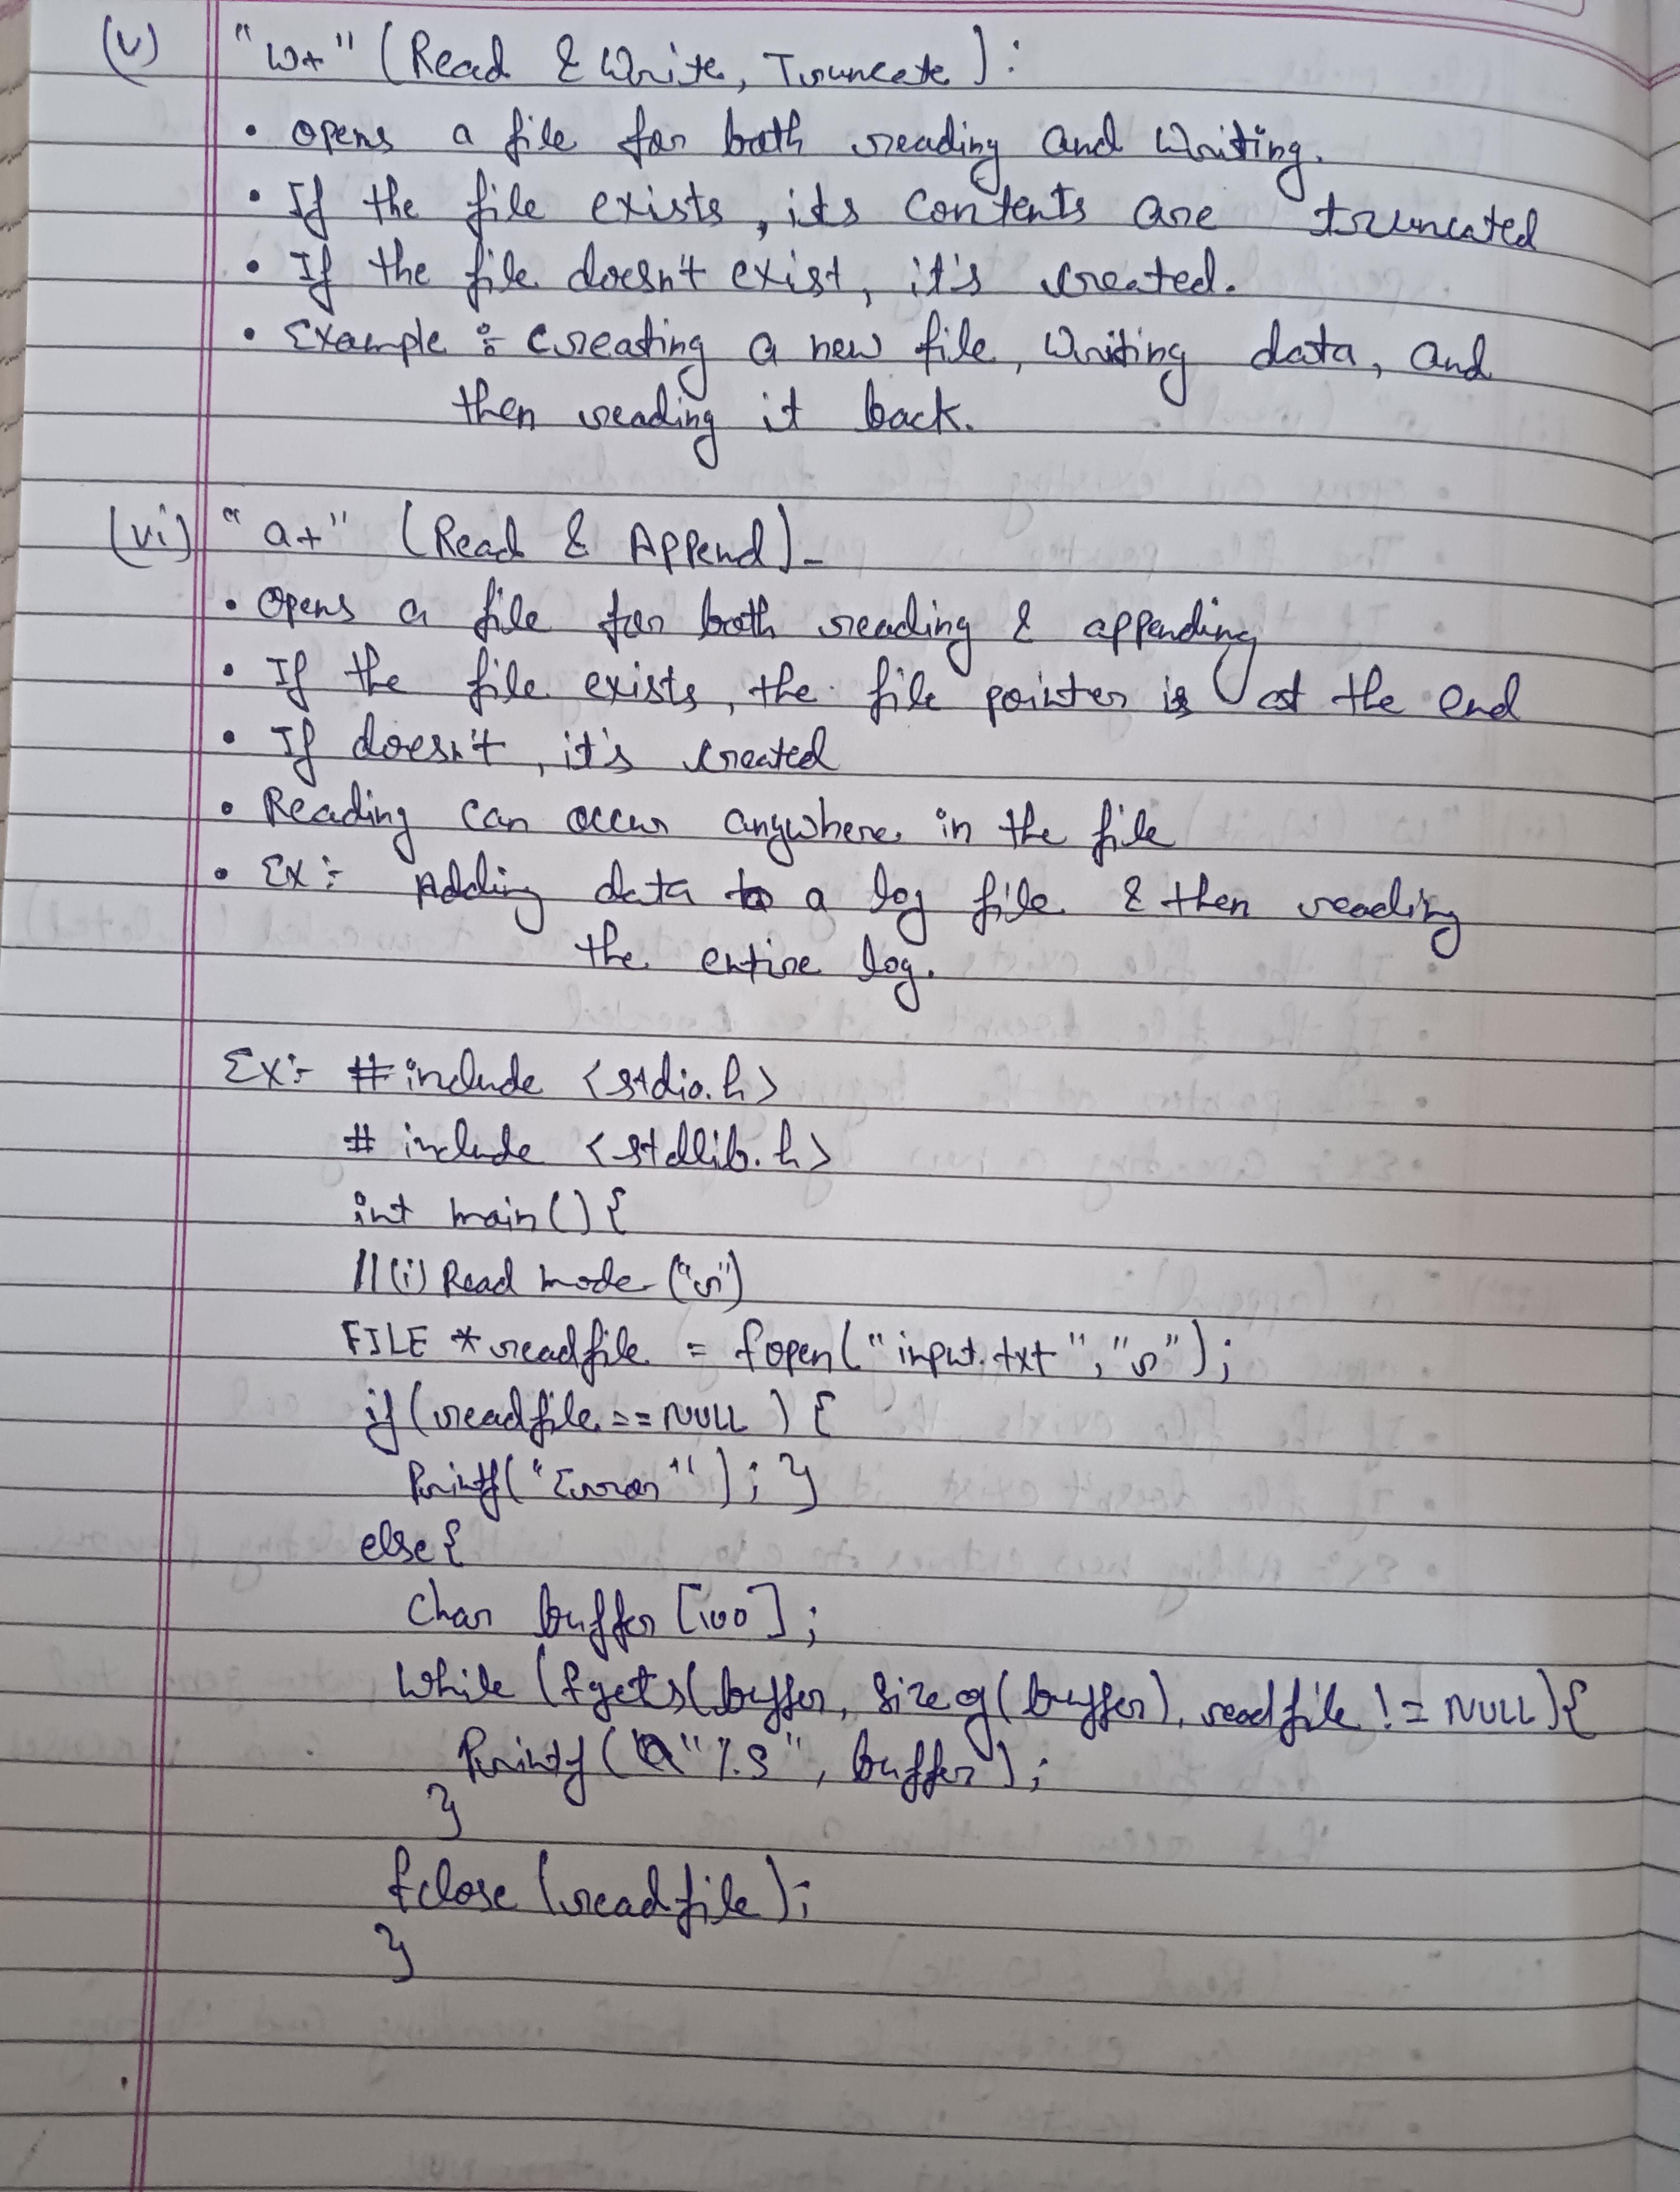 (v) "w+" (Read & Write, Truncate):
• opens a file for both reading and writing.
• If the file exists, its contents are truncated
• If the file doesn't exist, it's created.
• Example :- Creating a new file, writing data, and
then reading it back.
(vi) "a+" (Read & Append)-
• Opens a file for both reading & appending
• If the file exists, the file pointer is at the end
• If doesn't, it's created
• Reading can occur anywhere in the file
• Ex :- Adding data to a log file & then reading
the entire log.
Ex :- #include <stdio.h>
# include <stdlib.h>
int main() {
//(i) Read mode ("r")
FILE *readfile = fopen("input.txt","r");
if (readfile == NULL) {
Printf("Error"); }
else {
Char buffer [100];
While (fgets(buffer, Sizeof(buffer), readfile != NULL) {
Printf("%s", buffer);
}
fclose (readfile);
}